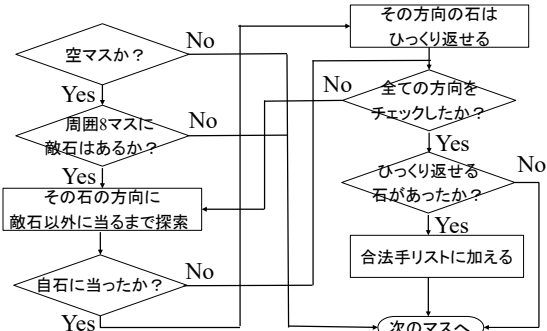 空マスか？
No
Yes
周囲8マスに
敵石はあるか？
No
Yes
その石の方向に
敵石以外に当るまで探索
自石に当ったか？
No
Yes
その方向の石は
ひっくり返せる
全ての方向を
チェックしたか？
No
Yes
ひっくり返せる
石があったか？
No
Yes
合法手リストに加える
次のマスへ